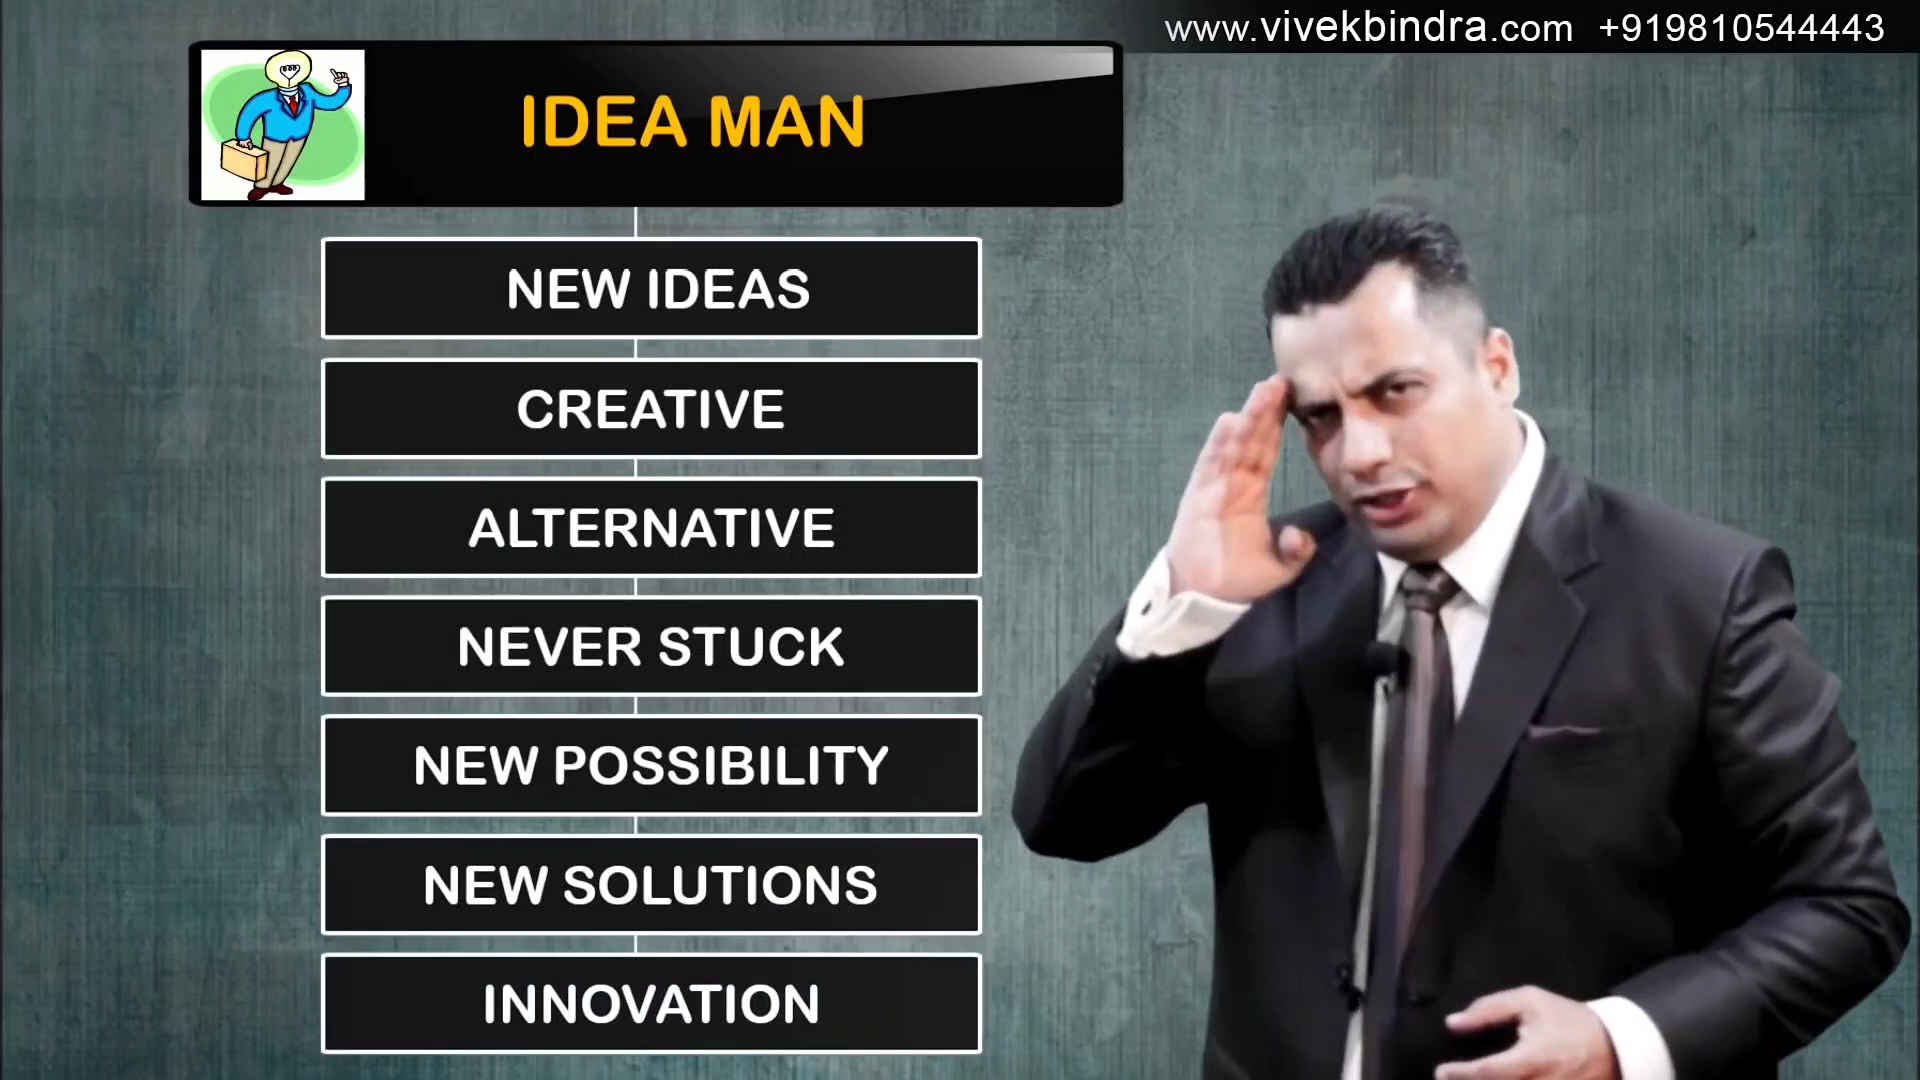 www.vivekbindra.com +919810544443
IDEA MAN
NEW IDEAS
CREATIVE
ALTERNATIVE
NEVER STUCK
NEW POSSIBILITY
NEW SOLUTIONS
INNOVATION